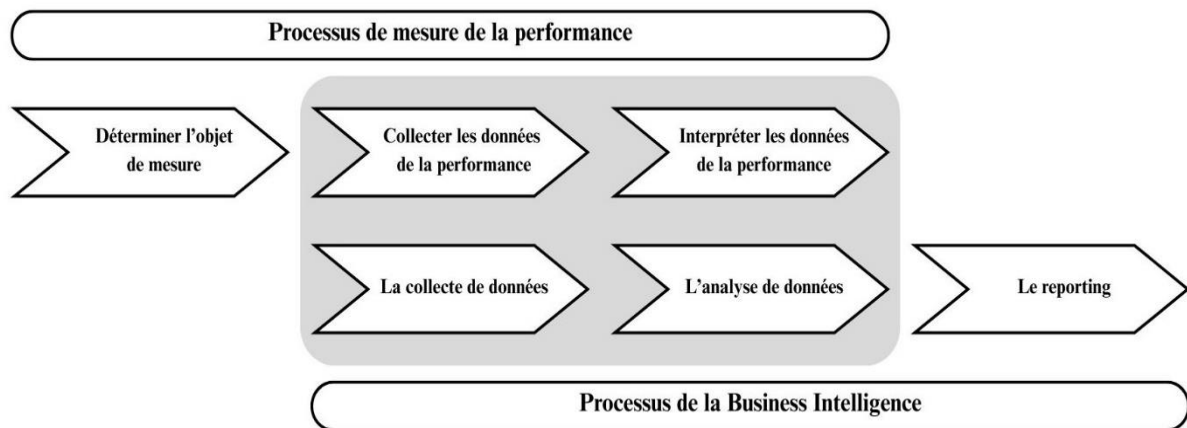 Processus de mesure de la performance
Déterminer l’objet
de mesure
Collecter les données
de la performance
Interpréter les données
de la performance
La collecte de données
L’analyse de données
Le reporting
Processus de la Business Intelligence